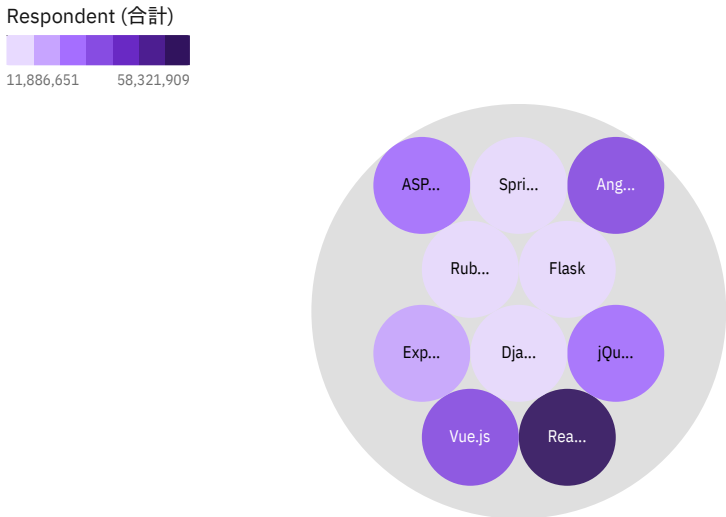 Respondent (合計)
11,886,651 58,321,909
ASP... Spri... Ang...
Rub... Flask
Exp... Dja... jQu...
Vue.js Rea...